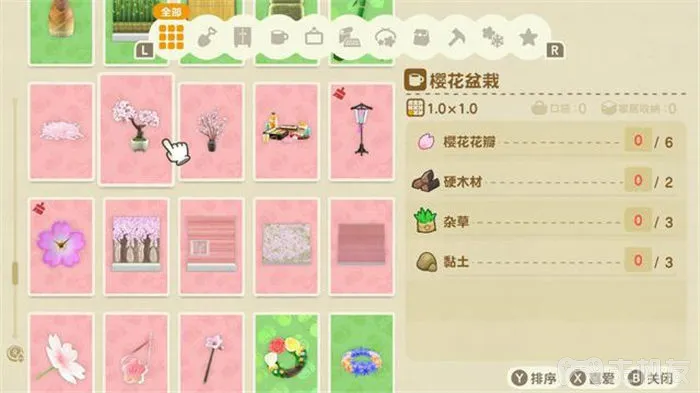 全部
L
R
樱花盆栽
1.0×1.0
口袋:0
家居收纳:0
樱花花瓣 0 / 6
硬木材 0 / 2
杂草 0 / 3
黏土 0 / 3
Y 排序 X 喜爱 B 关闭